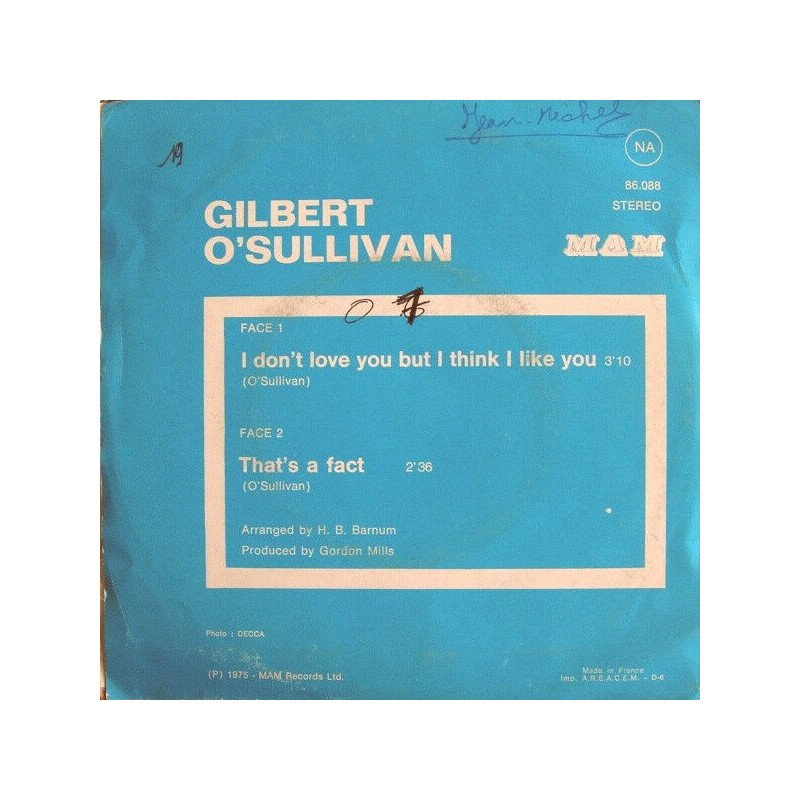 Jean-Michel
19
NA
86.088
STEREO
GILBERT
O'SULLIVAN
MAM
O
FACE 1
I don't love you but I think I like you 3'10
(O'Sullivan)
FACE 2
That's a fact 2'36
(O'Sullivan)
Arranged by H. B. Barnum
Produced by Gordon Mills
Photo : DECCA
(P) 1975 - MAM Records Ltd.
Made in France
Imp. A.R.E.A.C.E.M. - D-6